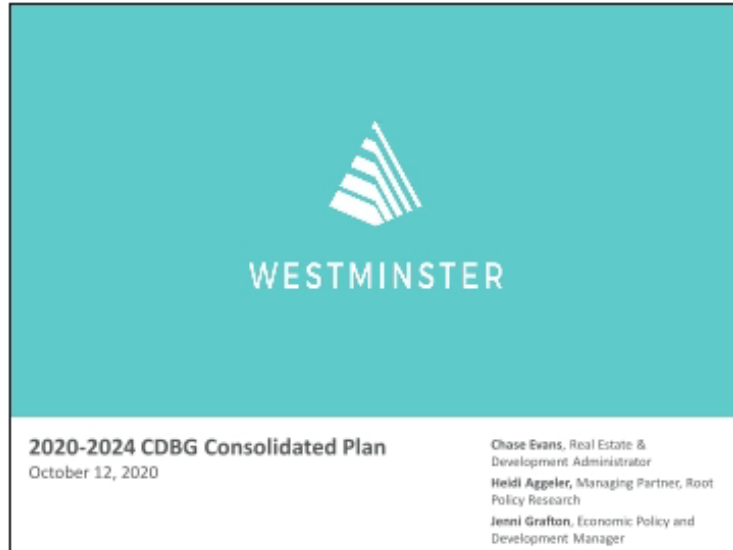 WESTMINSTER
2020-2024 CDBG Consolidated Plan
October 12, 2020
Chase Evans, Real Estate &
Development Administrator
Heidi Aggeler, Managing Partner, Root
Policy Research
Jenni Grafton, Economic Policy and
Development Manager